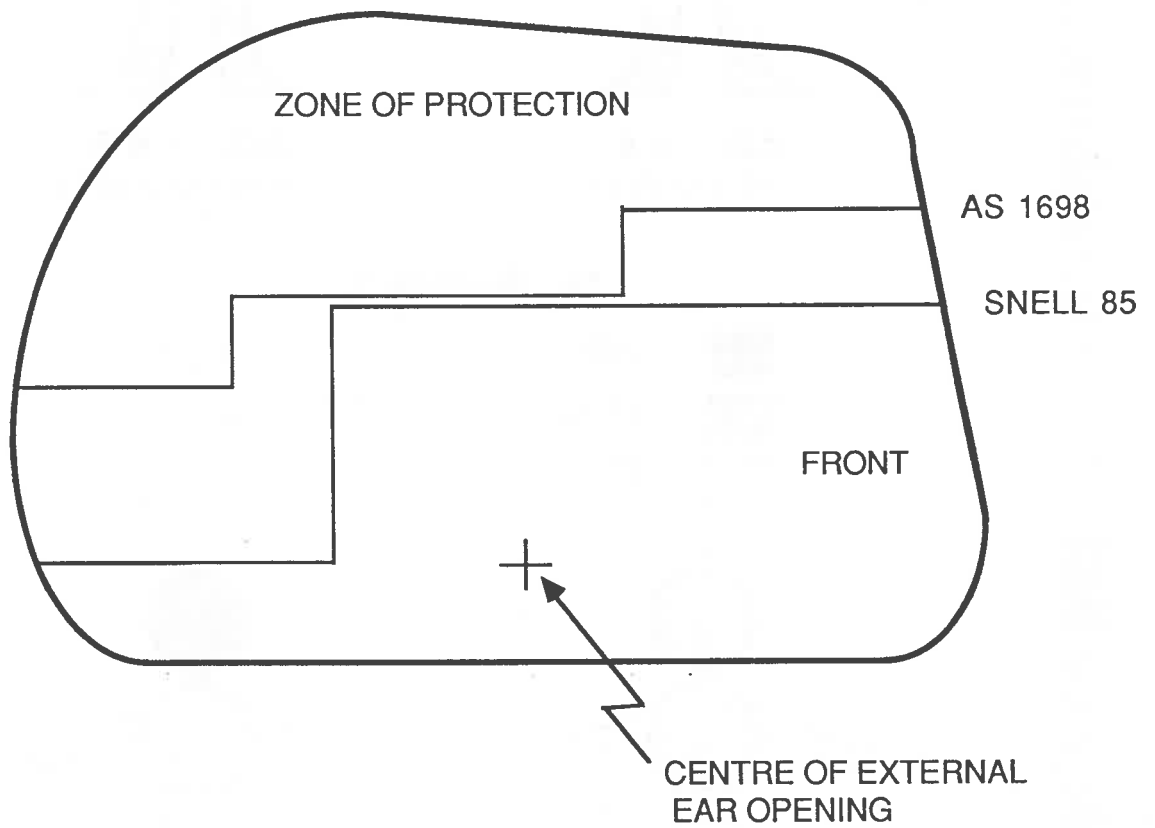 ZONE OF PROTECTION
AS 1698
SNELL 85
FRONT
CENTRE OF EXTERNAL
EAR OPENING